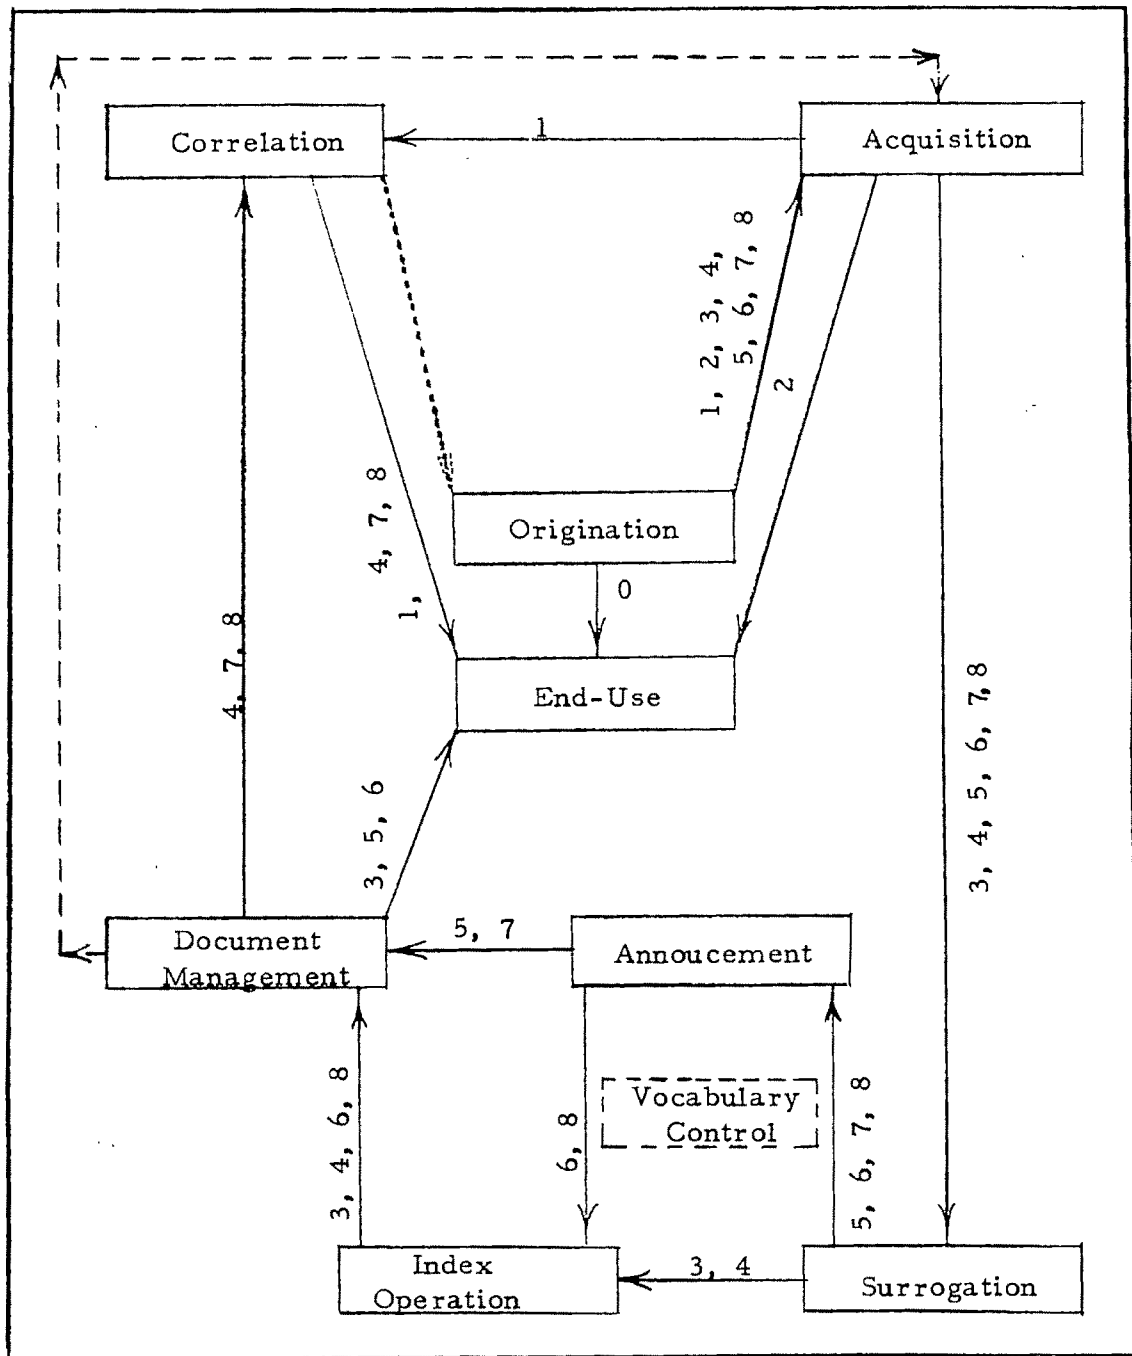 1
Correlation
Acquisition
1, 2, 3, 4,
5, 6, 7, 8
2
1, 4, 7, 8
Origination
0
4, 7, 8
End-Use
3, 4, 5, 6, 7,8
3, 5, 6
Document
Management
5, 7
Annoucement
3, 4, 6, 8
6, 8
Vocabulary
Control
5, 6, 7, 8
Index
Operation
3, 4
Surrogation